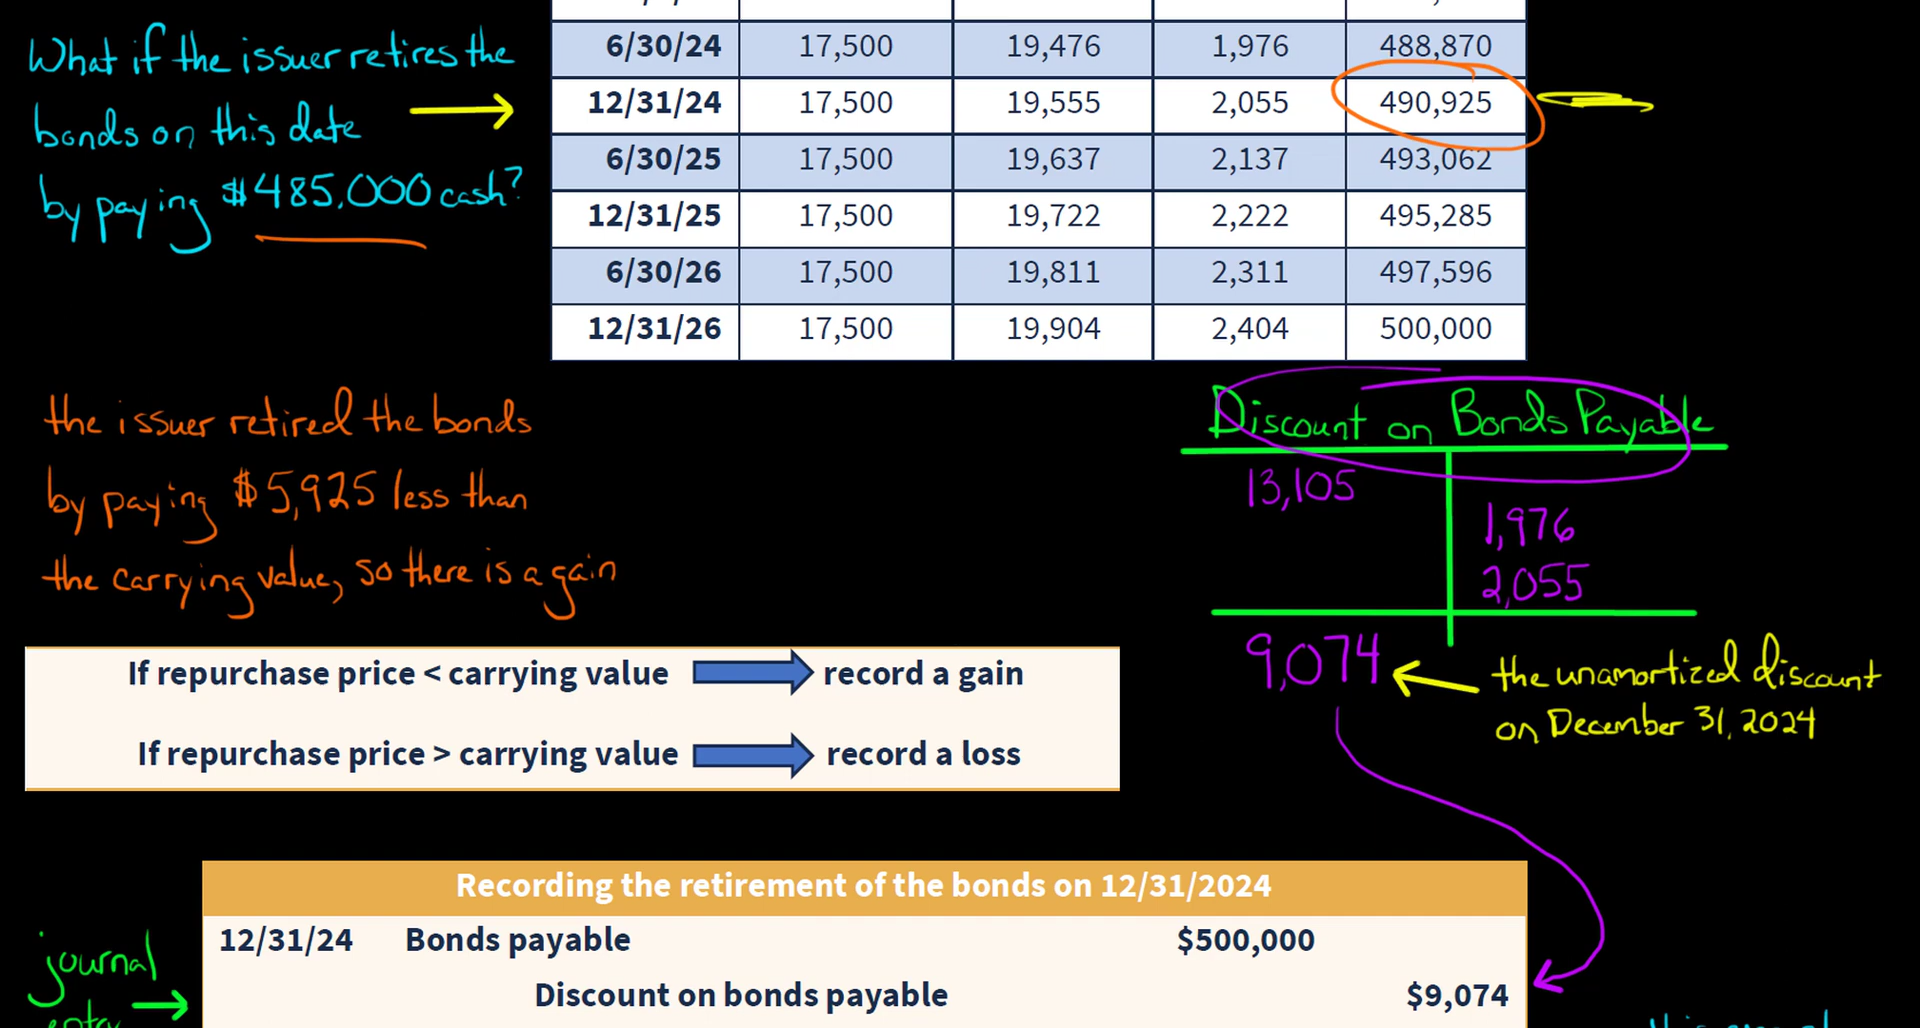 What if the issuer retires the
bonds on this date
by paying $485,000 cash?
6/30/24 17,500 19,476 1,976 488,870
12/31/24 17,500 19,555 2,055 490,925
6/30/25 17,500 19,637 2,137 493,062
12/31/25 17,500 19,722 2,222 495,285
6/30/26 17,500 19,811 2,311 497,596
12/31/26 17,500 19,904 2,404 500,000
the issuer retired the bonds
by paying $5,925 less than
the carrying value, so there is a gain
Discount on Bonds Payable
13,105
1,976
2,055
9,074
the unamortized discount
on December 31, 2024
If repurchase price < carrying value record a gain
If repurchase price > carrying value record a loss
Recording the retirement of the bonds on 12/31/2024
12/31/24 Bonds payable $500,000
Discount on bonds payable $9,074
journal
entry